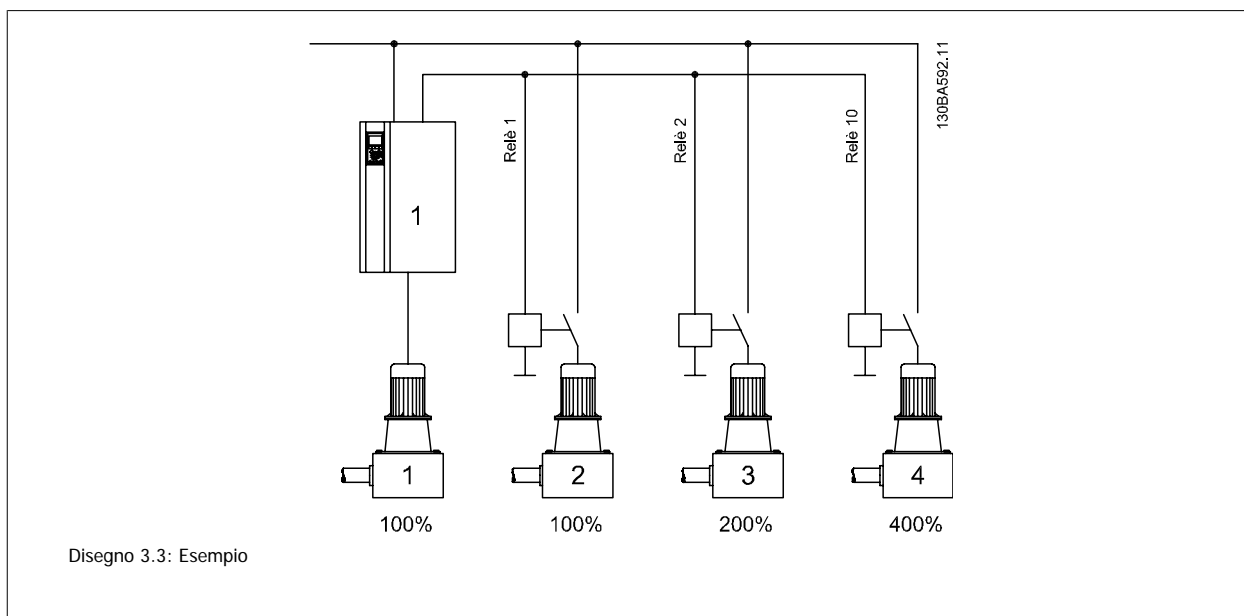 130BA592.11
Relè 1
Relè 2
Relè 10
1
1
2
3
4
100%
100%
200%
400%
Disegno 3.3: Esempio